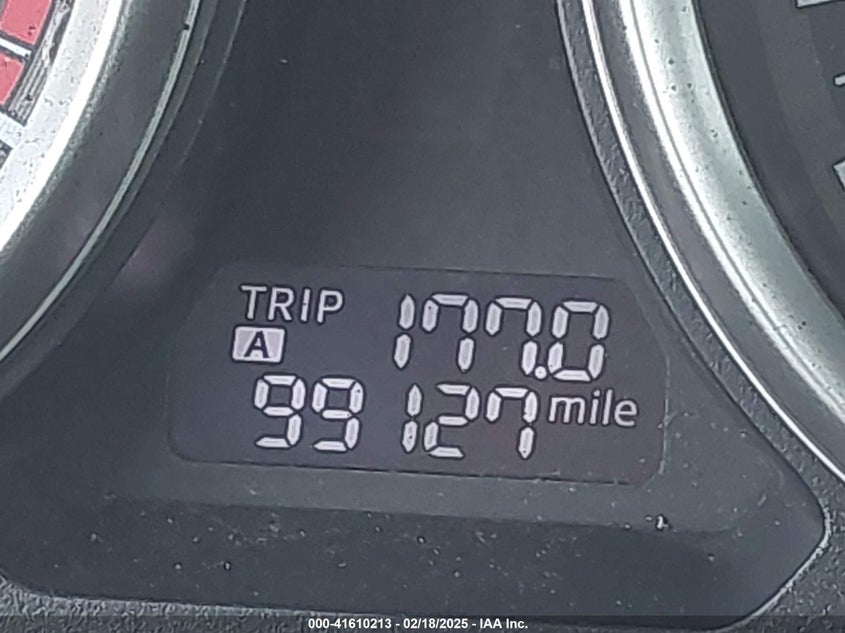 TRIP 177.0
A
99127 mile
000-41610213 - 02/18/2025 - IAA Inc.